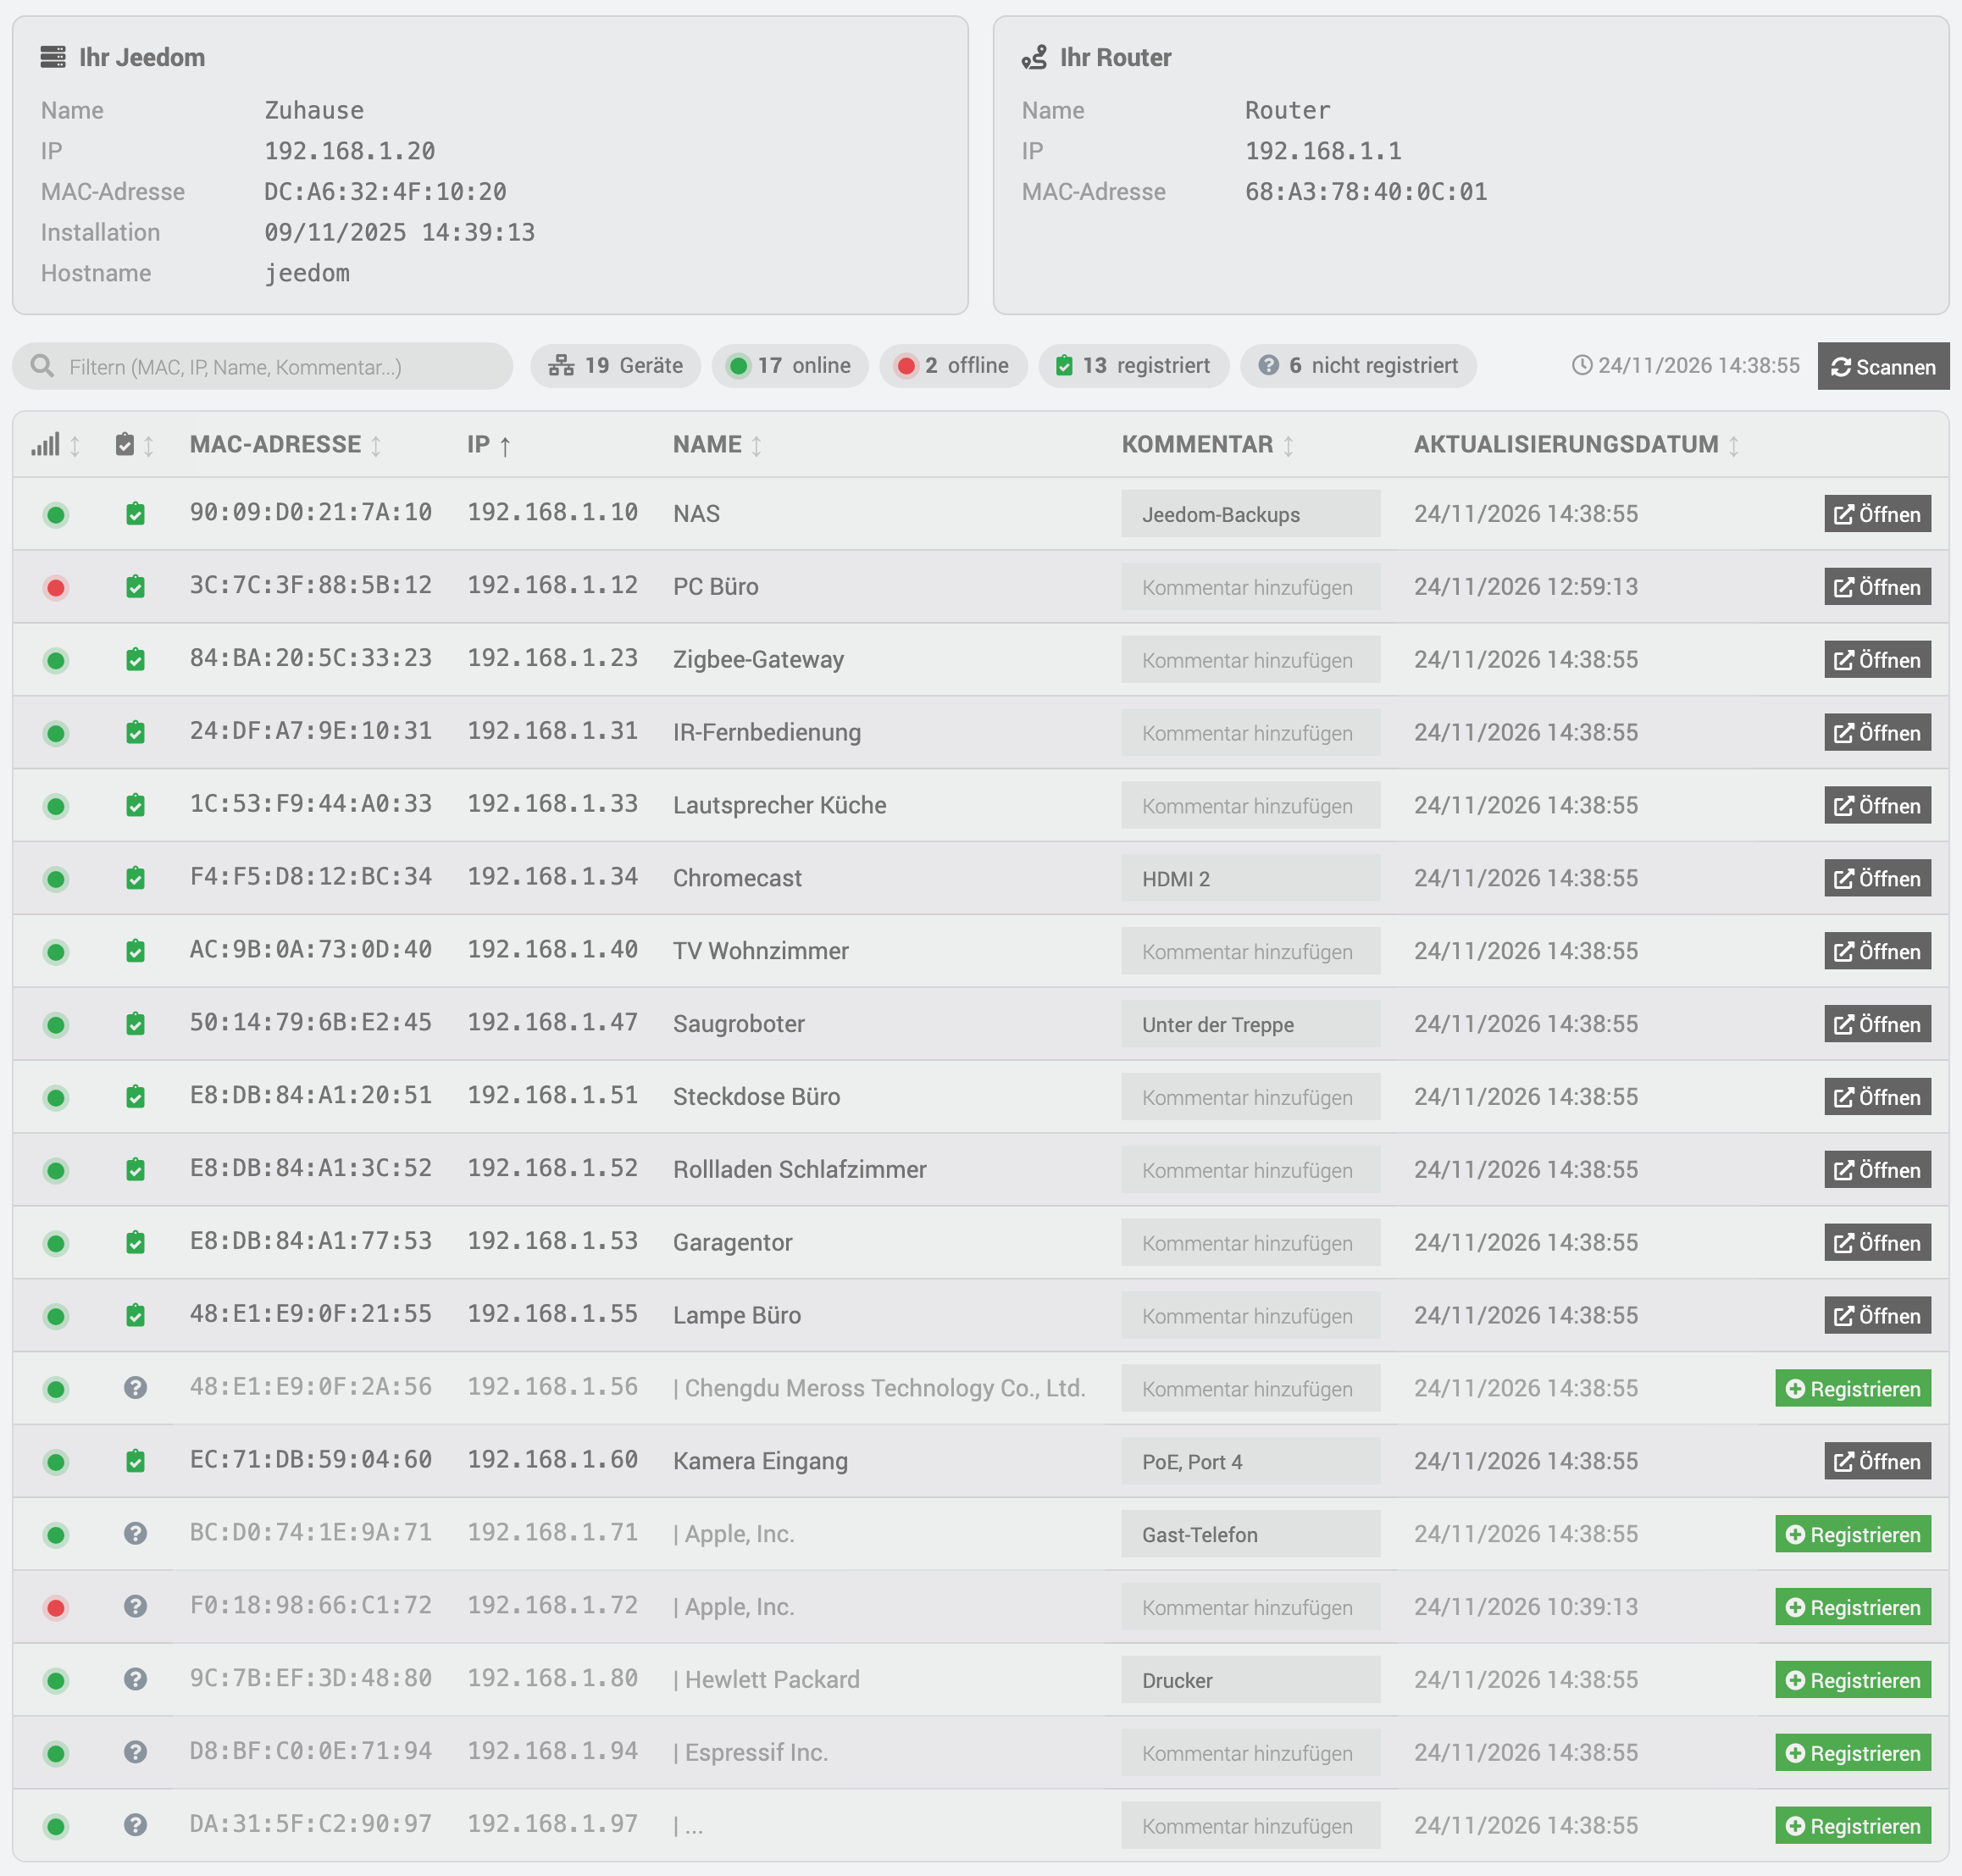 Ihr Jeedom
Name Zuhause
IP 192.168.1.20
MAC-Adresse DC:A6:32:4F:10:20
Installation 09/11/2025 14:39:13
Hostname jeedom
Ihr Router
Name Router
IP 192.168.1.1
MAC-Adresse 68:A3:78:40:0C:01
Filtern (MAC, IP, Name, Kommentar...) 19 Geräte 17 online 2 offline 13 registriert 6 nicht registriert 24/11/2026 14:38:55 Scannen
MAC-ADRESSE IP NAME KOMMENTAR AKTUALISIERUNGSDATUM
90:09:D0:21:7A:10 192.168.1.10 NAS Jeedom-Backups 24/11/2026 14:38:55 Öffnen
3C:7C:3F:88:5B:12 192.168.1.12 PC Büro Kommentar hinzufügen 24/11/2026 12:59:13 Öffnen
84:BA:20:5C:33:23 192.168.1.23 Zigbee-Gateway Kommentar hinzufügen 24/11/2026 14:38:55 Öffnen
24:DF:A7:9E:10:31 192.168.1.31 IR-Fernbedienung Kommentar hinzufügen 24/11/2026 14:38:55 Öffnen
1C:53:F9:44:A0:33 192.168.1.33 Lautsprecher Küche Kommentar hinzufügen 24/11/2026 14:38:55 Öffnen
F4:F5:D8:12:BC:34 192.168.1.34 Chromecast HDMI 2 24/11/2026 14:38:55 Öffnen
AC:9B:0A:73:0D:40 192.168.1.40 TV Wohnzimmer Kommentar hinzufügen 24/11/2026 14:38:55 Öffnen
50:14:79:6B:E2:45 192.168.1.47 Saugroboter Unter der Treppe 24/11/2026 14:38:55 Öffnen
E8:DB:84:A1:20:51 192.168.1.51 Steckdose Büro Kommentar hinzufügen 24/11/2026 14:38:55 Öffnen
E8:DB:84:A1:3C:52 192.168.1.52 Rollladen Schlafzimmer Kommentar hinzufügen 24/11/2026 14:38:55 Öffnen
E8:DB:84:A1:77:53 192.168.1.53 Garagentor Kommentar hinzufügen 24/11/2026 14:38:55 Öffnen
48:E1:E9:0F:21:55 192.168.1.55 Lampe Büro Kommentar hinzufügen 24/11/2026 14:38:55 Öffnen
48:E1:E9:0F:2A:56 192.168.1.56 | Chengdu Meross Technology Co., Ltd. Kommentar hinzufügen 24/11/2026 14:38:55 Registrieren
EC:71:DB:59:04:60 192.168.1.60 Kamera Eingang PoE, Port 4 24/11/2026 14:38:55 Öffnen
BC:D0:74:1E:9A:71 192.168.1.71 | Apple, Inc. Gast-Telefon 24/11/2026 14:38:55 Registrieren
F0:18:98:66:C1:72 192.168.1.72 | Apple, Inc. Kommentar hinzufügen 24/11/2026 10:39:13 Registrieren
9C:7B:EF:3D:48:80 192.168.1.80 | Hewlett Packard Drucker 24/11/2026 14:38:55 Registrieren
D8:BF:C0:0E:71:94 192.168.1.94 | Espressif Inc. Kommentar hinzufügen 24/11/2026 14:38:55 Registrieren
DA:31:5F:C2:90:97 192.168.1.97 | ... Kommentar hinzufügen 24/11/2026 14:38:55 Registrieren